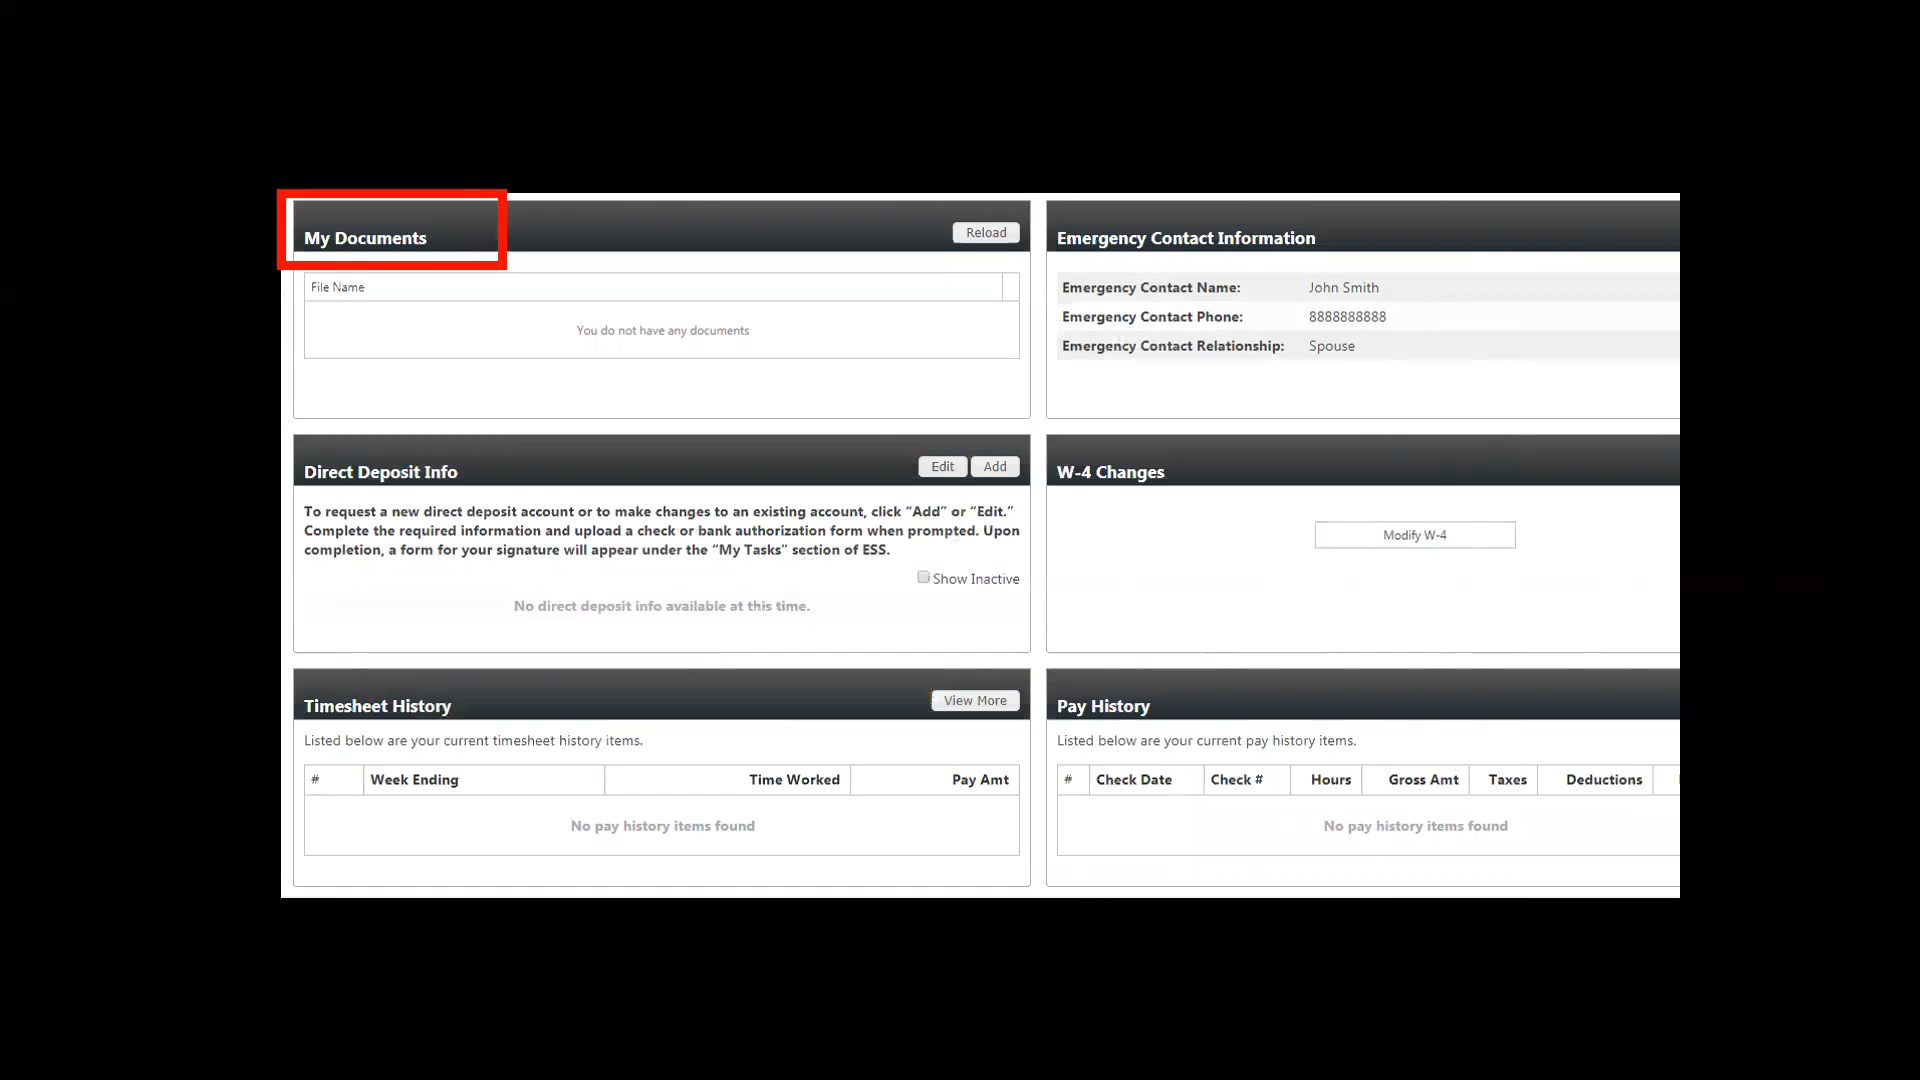 My Documents
Reload
File Name
You do not have any documents
Emergency Contact Information
Emergency Contact Name: John Smith
Emergency Contact Phone: 8888888888
Emergency Contact Relationship: Spouse
Direct Deposit Info
Edit Add
To request a new direct deposit account or to make changes to an existing account, click “Add” or “Edit.”
Complete the required information and upload a check or bank authorization form when prompted. Upon
completion, a form for your signature will appear under the “My Tasks” section of ESS.
Show Inactive
No direct deposit info available at this time.
W-4 Changes
Modify W-4
Timesheet History
View More
Listed below are your current timesheet history items.
# Week Ending Time Worked Pay Amt
No pay history items found
Pay History
Listed below are your current pay history items.
# Check Date Check # Hours Gross Amt Taxes Deductions
No pay history items found